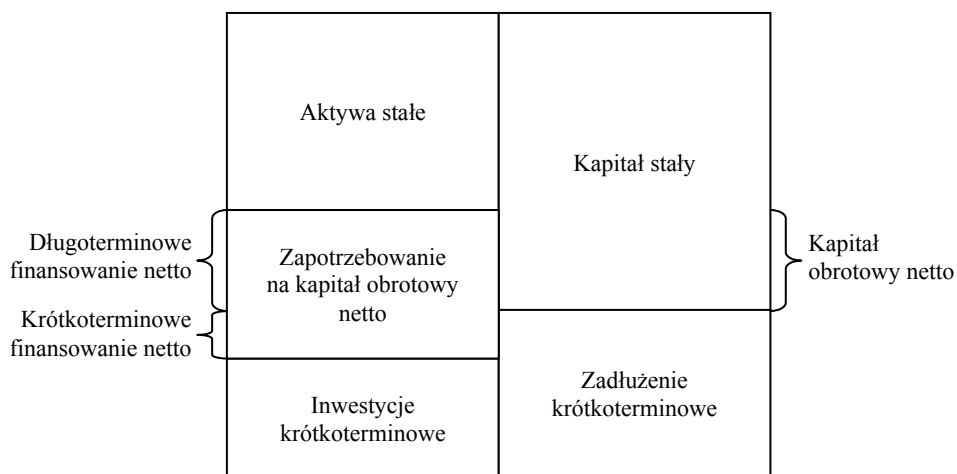 Aktywa stałe
Kapitał stały
Długoterminowe
finansowanie netto
Zapotrzebowanie
na kapitał obrotowy
netto
Kapitał
obrotowy netto
Krótkoterminowe
finansowanie netto
Inwestycje
krótkoterminowe
Zadłużenie
krótkoterminowe